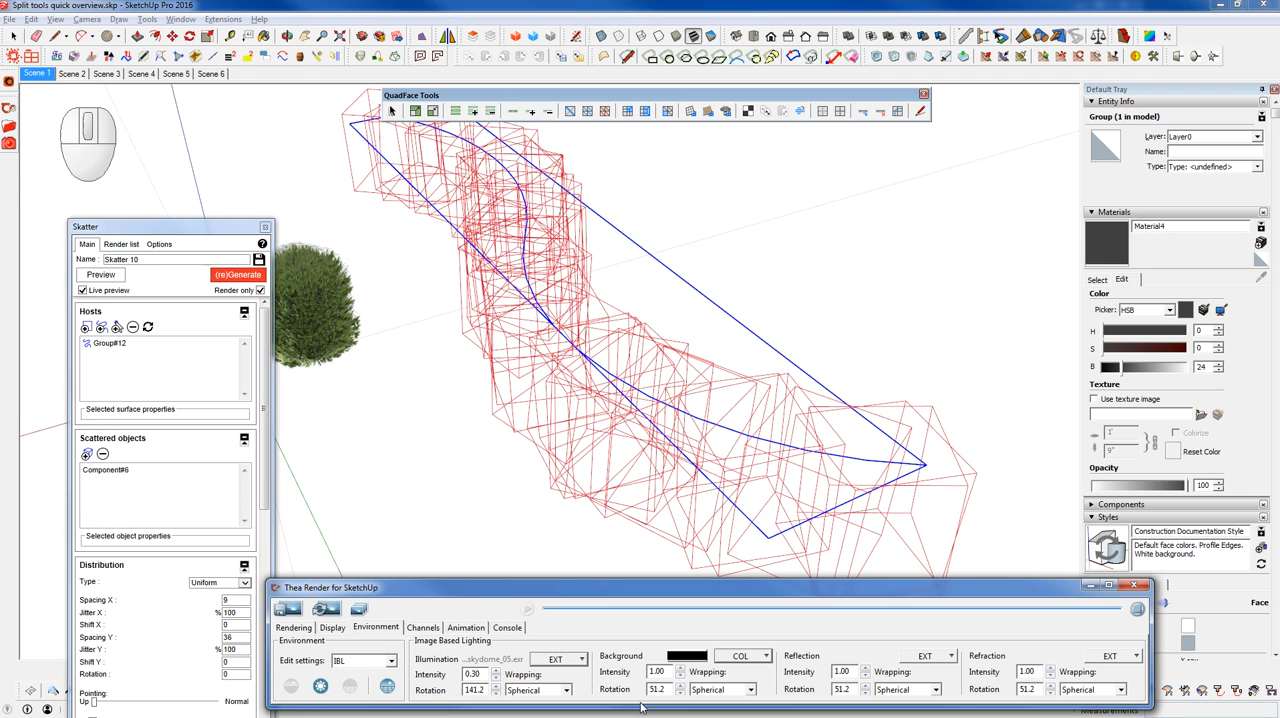 Split tools quick overview.skp - SketchUp Pro 2016
File Edit View Camera Draw Tools Window Extensions Help
Scene 1 Scene 2 Scene 3 Scene 4 Scene 5 Scene 6
QuadFace Tools
Default Tray
Entity Info
Group (1 in model)
Layer: Layer0
Name:
Type: Type: <undefined>
Materials
Material4
Select Edit
Color
Picker: HSB
H 0
S 0
B 24
Texture
Use texture image
1' Colorize
9" Reset Color
Opacity
100
Components
Styles
Construction Documentation Style
Default face colors. Profile Edges.
White background.
Face
Skatter
Main Render list Options
Name : Skatter 10
Preview (re)Generate
Live preview Render only
Hosts
Group#12
Selected surface properties
Scattered objects
Component#6
Selected object properties
Distribution
Type : Uniform
Spacing X : 9
Jitter X : % 100
Shift X : 0
Spacing Y : 36
Jitter Y : % 100
Shift Y : 0
Rotation : 0
Pointing:
Up Normal
Thea Render for SketchUp
Rendering Display Environment Channels Animation Console
Environment
Edit settings: IBL
Image Based Lighting
Illumination ...skydome_05.exr EXT
Intensity 0.30 Wrapping:
Rotation 141.2 Spherical
Background COL
Intensity 1.00 Wrapping:
Rotation 51.2 Spherical
Reflection EXT
Intensity 1.00 Wrapping:
Rotation 51.2 Spherical
Refraction EXT
Intensity 1.00 Wrapping:
Rotation 51.2 Spherical
Measurements